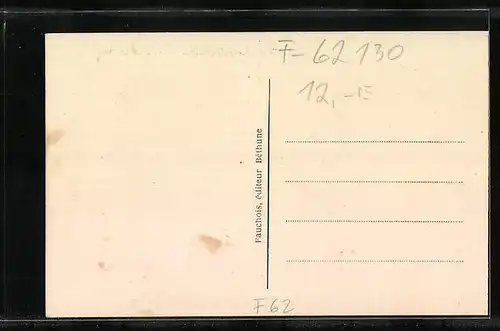 F-62130
12,-E
Fauchois, éditeur Béthune
F62